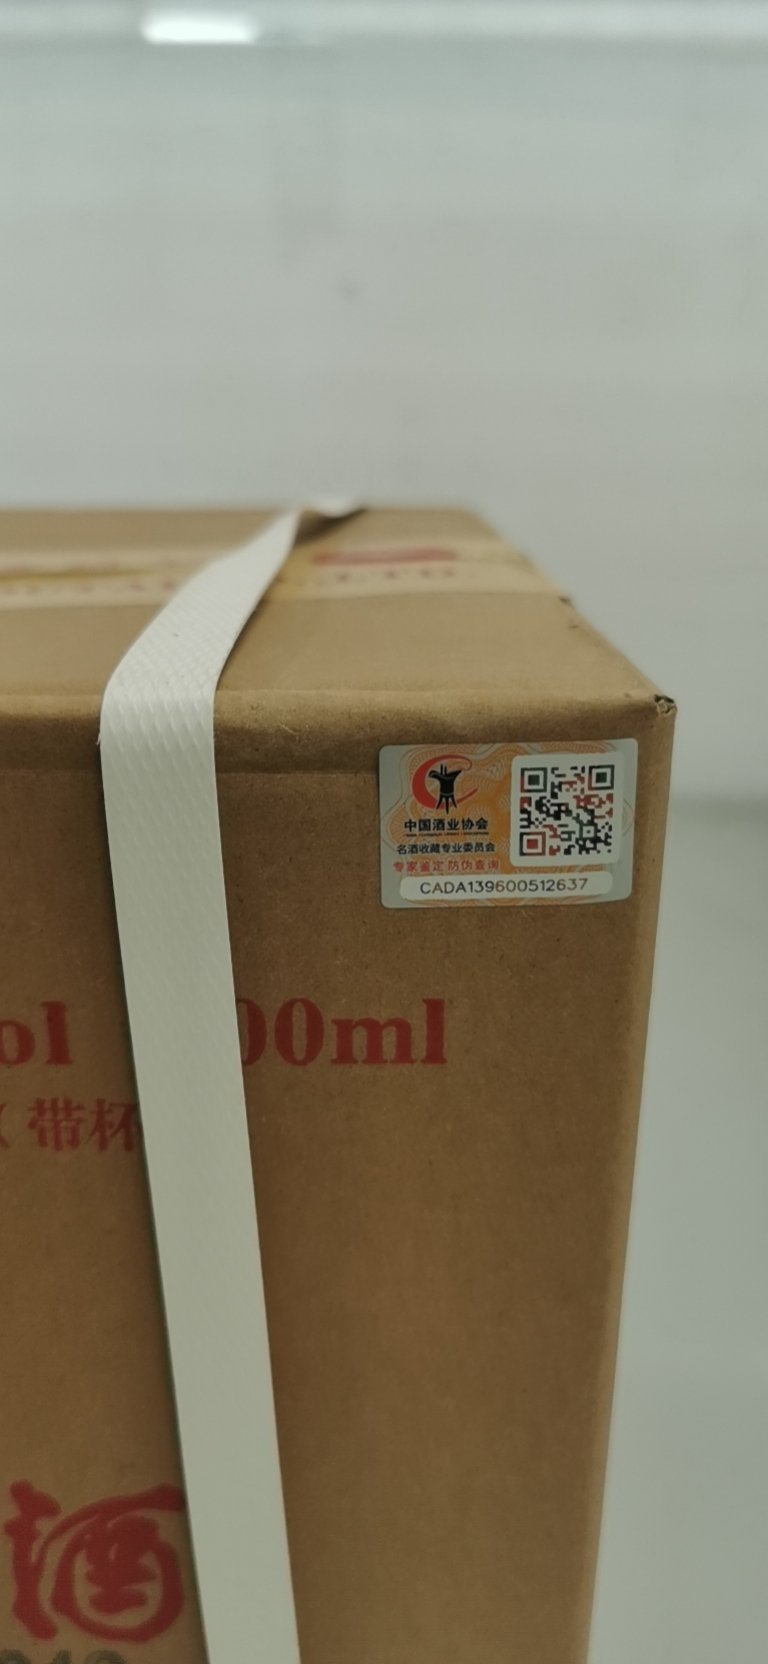 LTD.
中国酒业协会
名酒收藏专业委员会
专家鉴定 防伪查询
CADA139600512637
ol 00ml
(带杯
酒